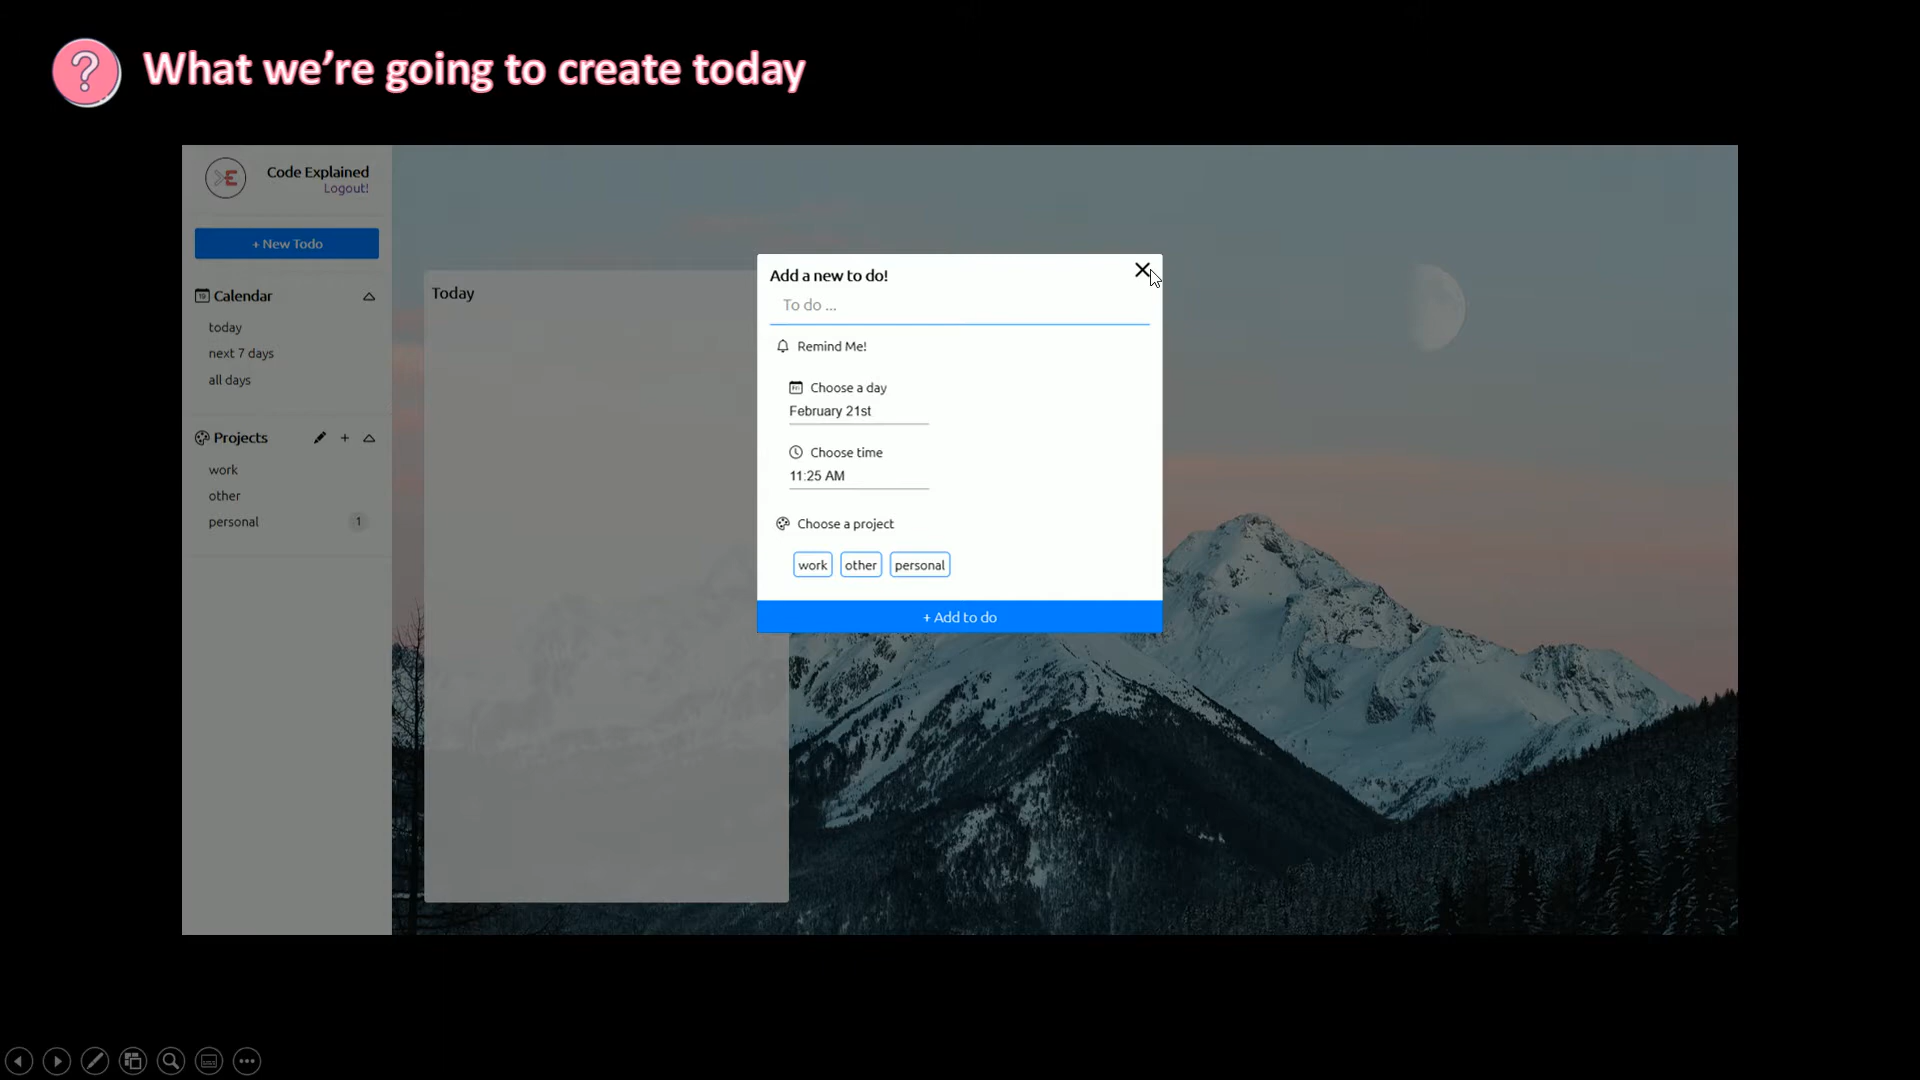 What we're going to create today
Code Explained
Logout!
+ New Todo
Calendar
today
next 7 days
all days
Projects
work
other
personal 1
Today
Add a new to do!
To do ...
Remind Me!
Choose a day
February 21st
Choose time
11:25 AM
Choose a project
work other personal
+ Add to do